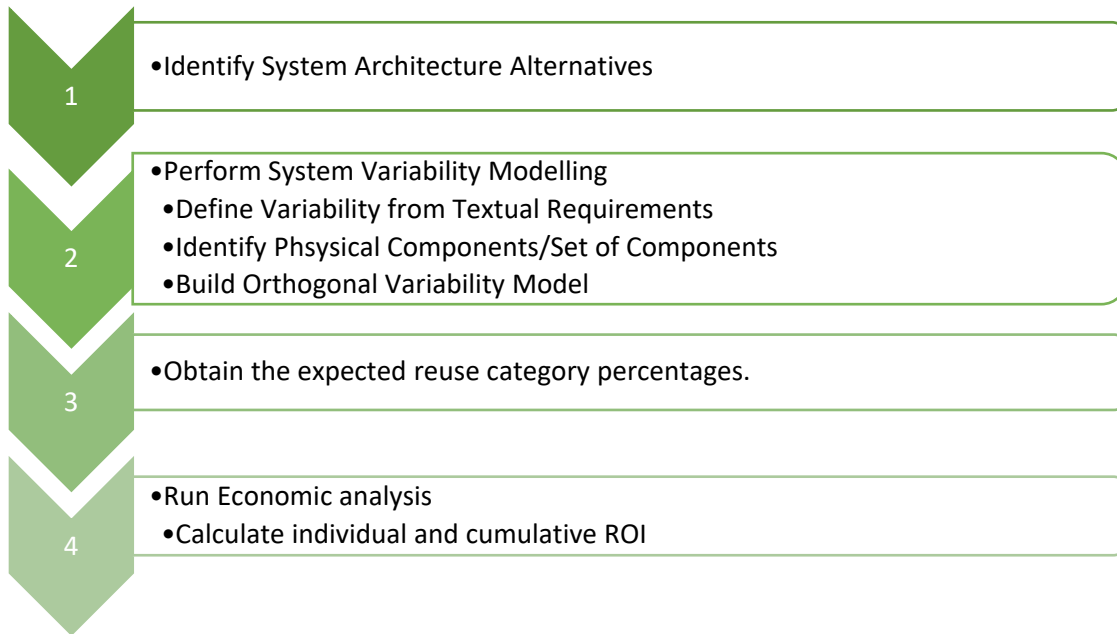 1
•Identify System Architecture Alternatives
2
•Perform System Variability Modelling
•Define Variability from Textual Requirements
•Identify Phsysical Components/Set of Components
•Build Orthogonal Variability Model
3
•Obtain the expected reuse category percentages.
4
•Run Economic analysis
•Calculate individual and cumulative ROI